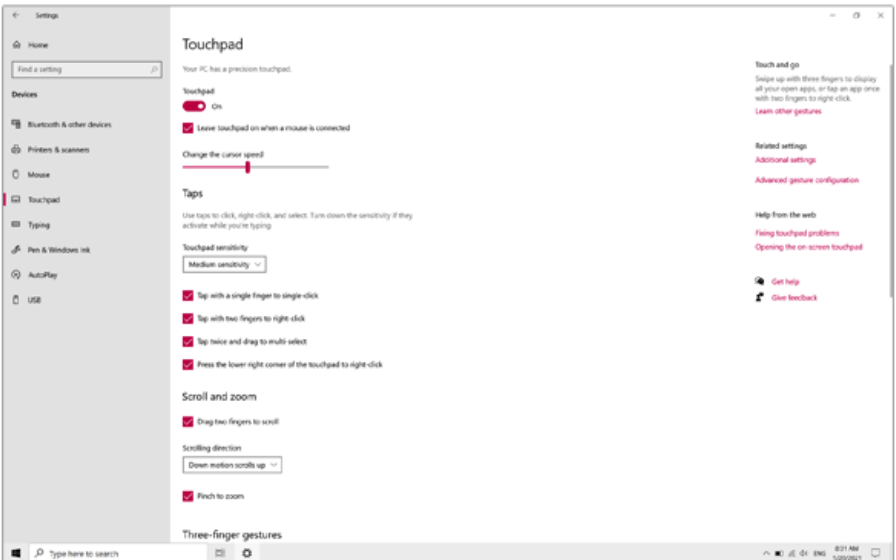 Settings
Home
Find a setting
Devices
Bluetooth & other devices
Printers & scanners
Mouse
Touchpad
Typing
Pen & Windows Ink
AutoPlay
USB
Touchpad
Your PC has a precision touchpad.
Touchpad
On
Leave touchpad on when a mouse is connected
Change the cursor speed
Taps
Use taps to click, right-click, and select. Turn down the sensitivity if they
activate while you're typing
Touchpad sensitivity
Medium sensitivity
Tap with a single finger to single-click
Tap with two fingers to right-click
Tap twice and drag to multi-select
Press the lower right corner of the touchpad to right-click
Scroll and zoom
Drag two fingers to scroll
Scrolling direction
Down motion scrolls up
Pinch to zoom
Three-finger gestures
Touch and go
Swipe up with three fingers to display
all your open apps, or tap an app once
with two fingers to right-click.
Learn other gestures
Related settings
Additional settings
Advanced gesture configuration
Help from the web
Fixing touchpad problems
Opening the on-screen touchpad
Get help
Give feedback
Type here to search
ENG
8:31 AM
1/20/2021